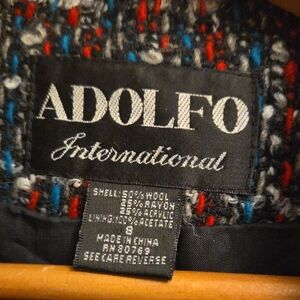 ADOLFO
International
SHELL: 50% WOOL
25% RAYON
25% ACRYLIC
LINING: 100% ACETATE
8
MADE IN CHINA
RN 80769
SEE CARE REVERSE